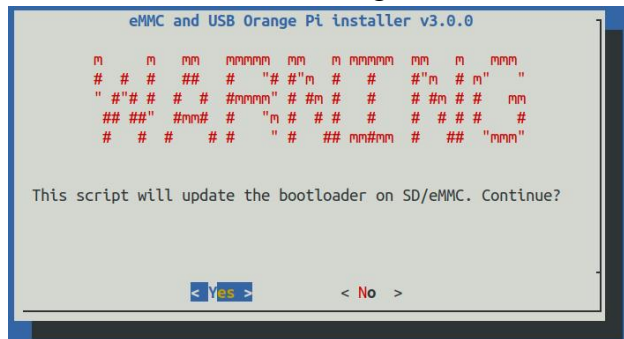 eMMC and USB Orange Pi installer v3.0.0
WARNING
This script will update the bootloader on SD/eMMC. Continue?
< Yes > < No >